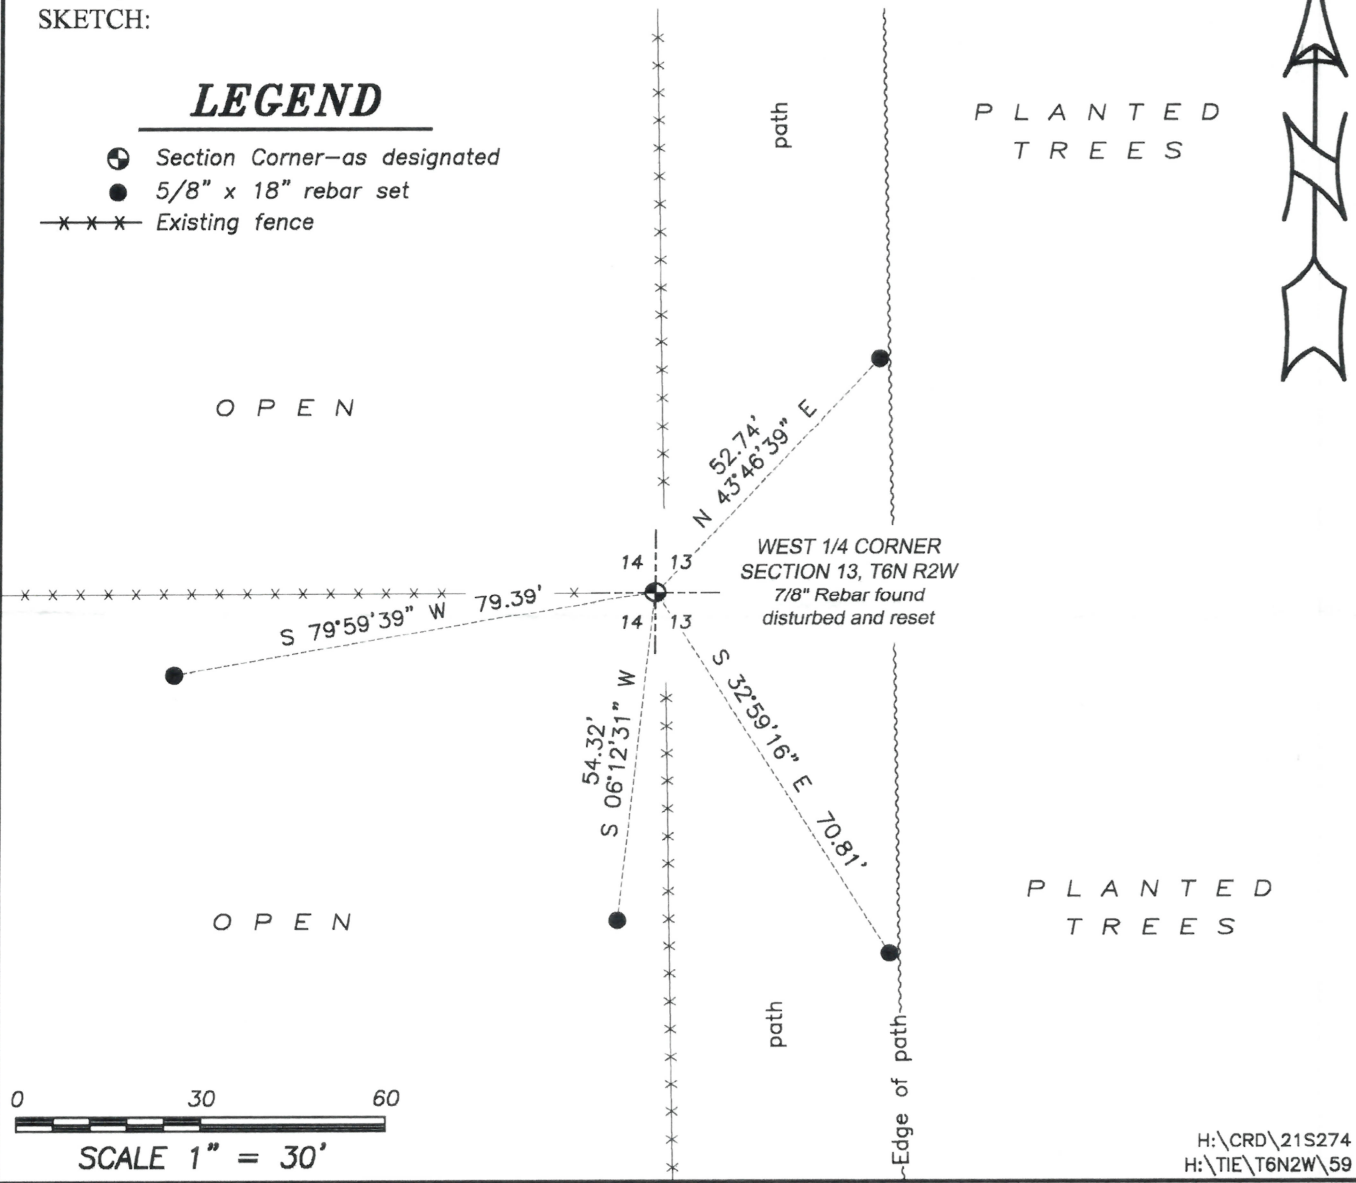 SKETCH:
LEGEND
Section Corner-as designated
5/8" x 18" rebar set
Existing fence
path
PLANTED
TREES
N
OPEN
52.74'
N 43°46'39" E
WEST 1/4 CORNER
SECTION 13, T6N R2W
7/8" Rebar found
disturbed and reset
14 13
14 13
S 79°59'39" W 79.39'
54.32'
S 06°12'31" W
S 32°59'16" E 70.81'
OPEN
PLANTED
TREES
path
Edge of path
0 30 60
SCALE 1" = 30'
H:\CRD\21S274
H:\TIE\T6N2W\59